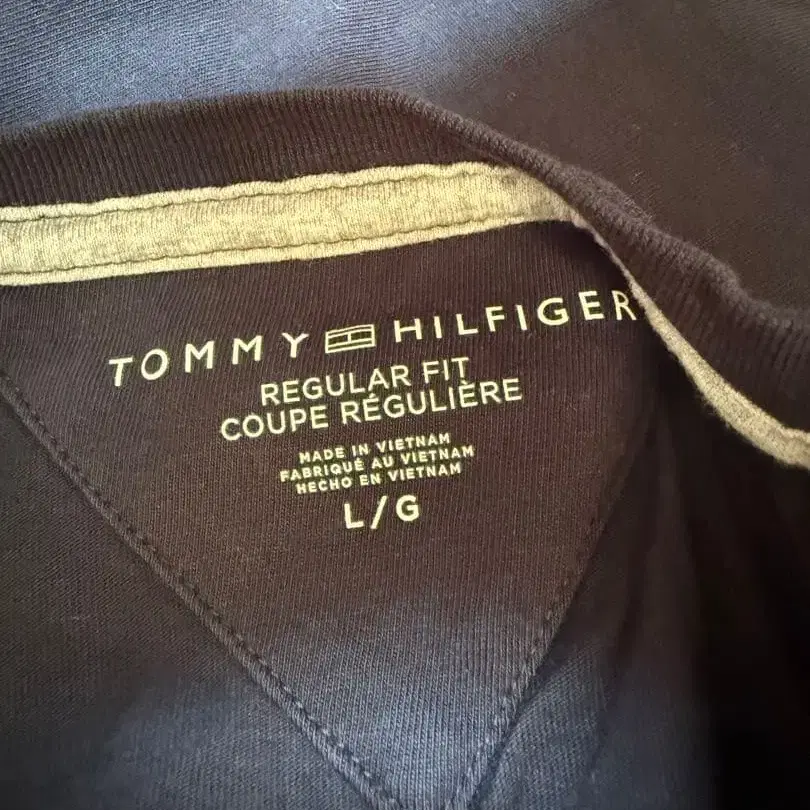 TOMMY HILFIGER
REGULAR FIT
COUPE RÉGULIÈRE
MADE IN VIETNAM
FABRIQUÉ AU VIETNAM
HECHO EN VIETNAM
L/G